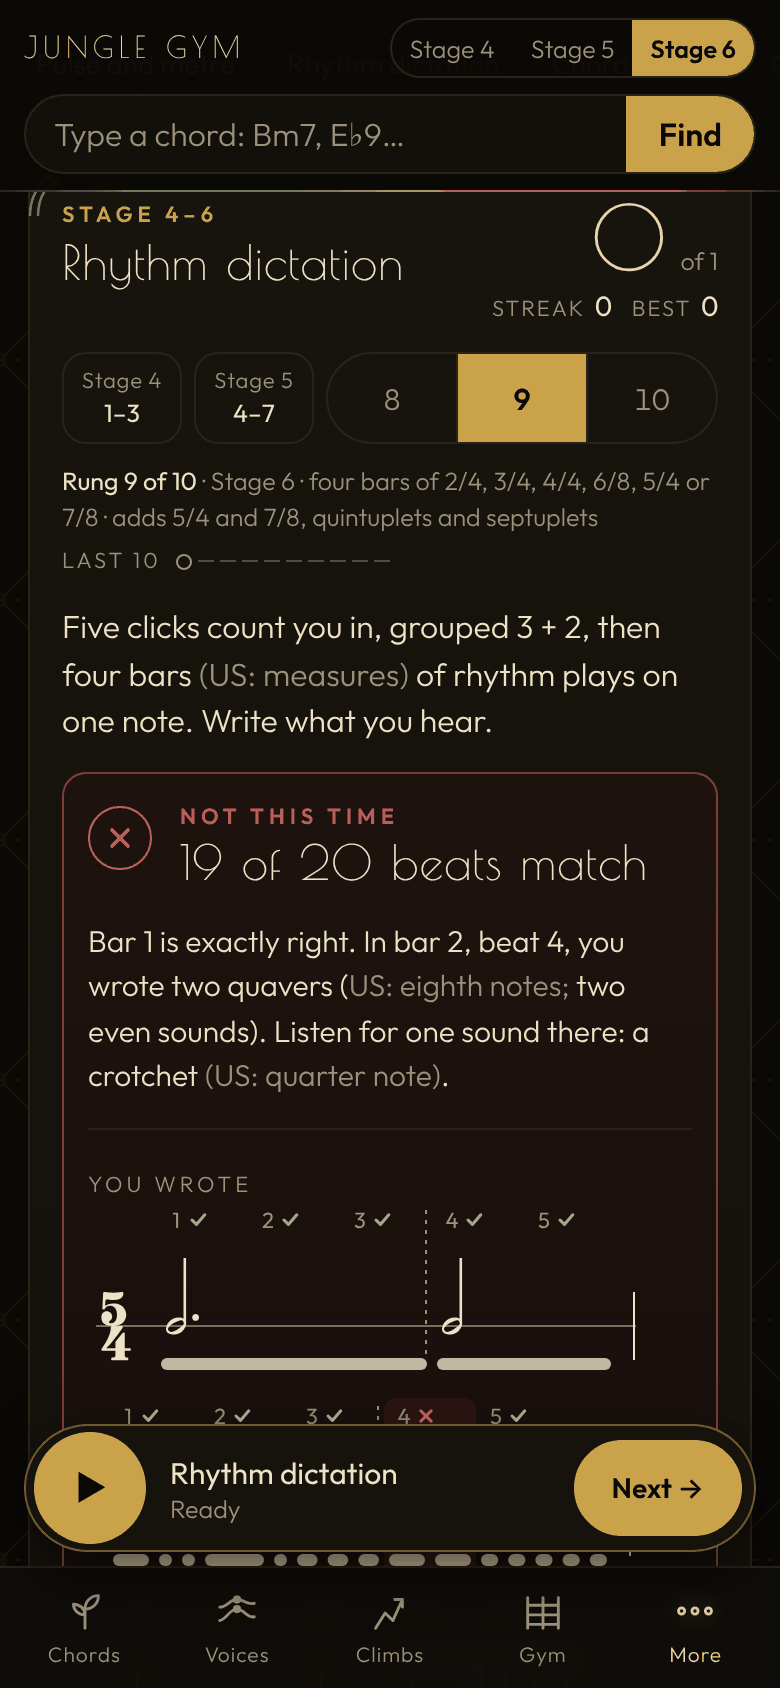 JUNGLE GYM
Stage 4
Stage 5
Stage 6
Pulse and metre
Rhythm dictation
Chord
Type a chord: Bm7, E♭9...
Find
STAGE 4–6
Rhythm dictation
of 1
STREAK 0 BEST 0
Stage 4
1–3
Stage 5
4–7
8
9
10
Rung 9 of 10 · Stage 6 · four bars of 2/4, 3/4, 4/4, 6/8, 5/4 or
7/8 · adds 5/4 and 7/8, quintuplets and septuplets
LAST 10
Five clicks count you in, grouped 3 + 2, then
four bars (US: measures) of rhythm plays on
one note. Write what you hear.
NOT THIS TIME
19 of 20 beats match
Bar 1 is exactly right. In bar 2, beat 4, you
wrote two quavers (US: eighth notes; two
even sounds). Listen for one sound there: a
crotchet (US: quarter note).
YOU WROTE
1 ✓ 2 ✓ 3 ✓ 4 ✓ 5 ✓
5
4
1 ✓ 2 ✓ 3 ✓ 4 ✕ 5 ✓
Rhythm dictation
Ready
Next →
Chords
Voices
Climbs
Gym
More